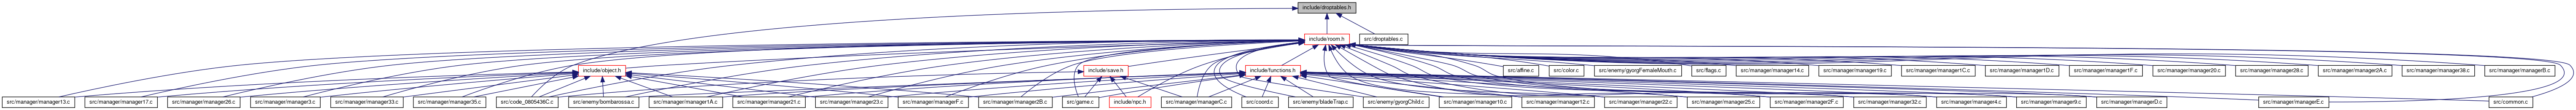 include/droptables.h
include/room.h
src/droptables.c
include/object.h
include/save.h
include/functions.h
src/affine.c
src/color.c
src/enemy/gyorgFemaleMouth.c
src/flags.c
src/manager/manager14.c
src/manager/manager19.c
src/manager/manager1C.c
src/manager/manager1D.c
src/manager/manager1F.c
src/manager/manager20.c
src/manager/manager28.c
src/manager/manager2A.c
src/manager/manager38.c
src/manager/managerB.c
src/manager/manager13.c
src/manager/manager17.c
src/manager/manager26.c
src/manager/manager3.c
src/manager/manager33.c
src/manager/manager35.c
src/code_0805436C.c
src/enemy/bombarossa.c
src/manager/manager1A.c
src/manager/manager21.c
src/manager/manager23.c
src/manager/managerF.c
src/manager/manager2B.c
src/game.c
include/npc.h
src/manager/managerC.c
src/coord.c
src/enemy/bladeTrap.c
src/enemy/gyorgChild.c
src/manager/manager10.c
src/manager/manager12.c
src/manager/manager22.c
src/manager/manager25.c
src/manager/manager2F.c
src/manager/manager32.c
src/manager/manager4.c
src/manager/manager9.c
src/manager/managerD.c
src/manager/managerE.c
src/common.c